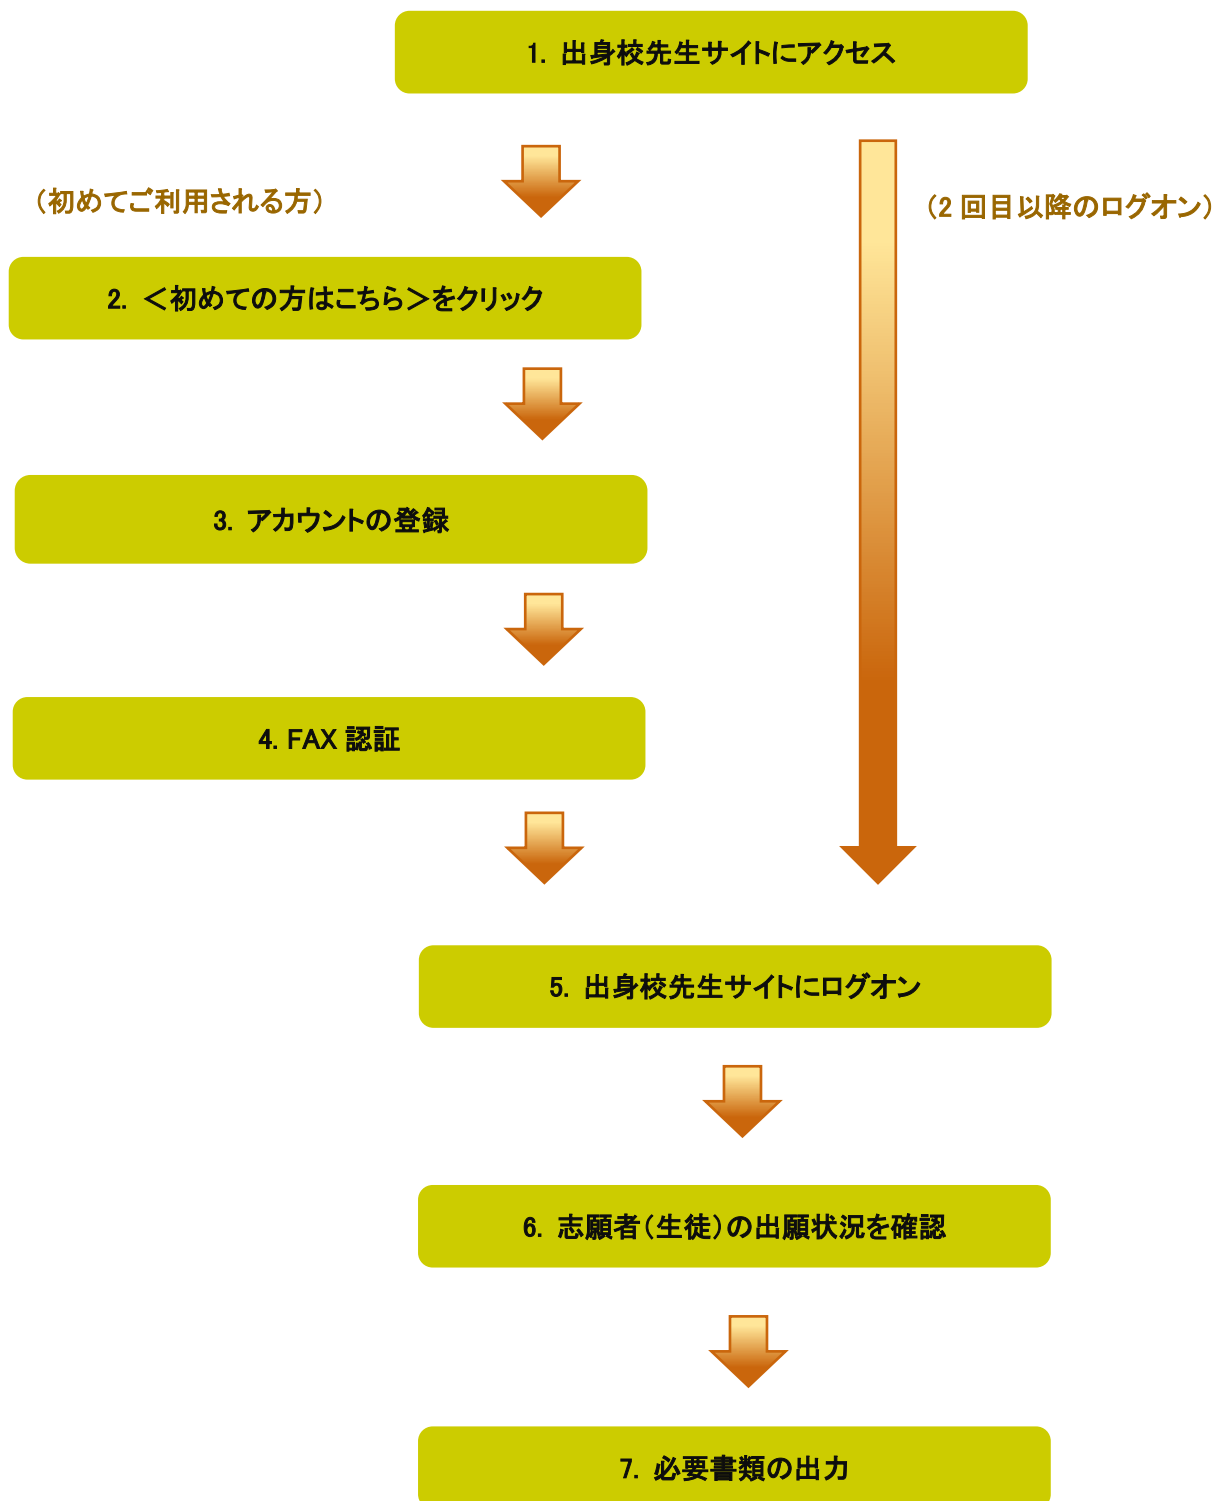 1. 出身校先生サイトにアクセス
（初めてご利用される方）
（2 回目以降のログオン）
2. ＜初めての方はこちら＞をクリック
3. アカウントの登録
4. FAX 認証
5. 出身校先生サイトにログオン
6. 志願者（生徒）の出願状況を確認
7. 必要書類の出力